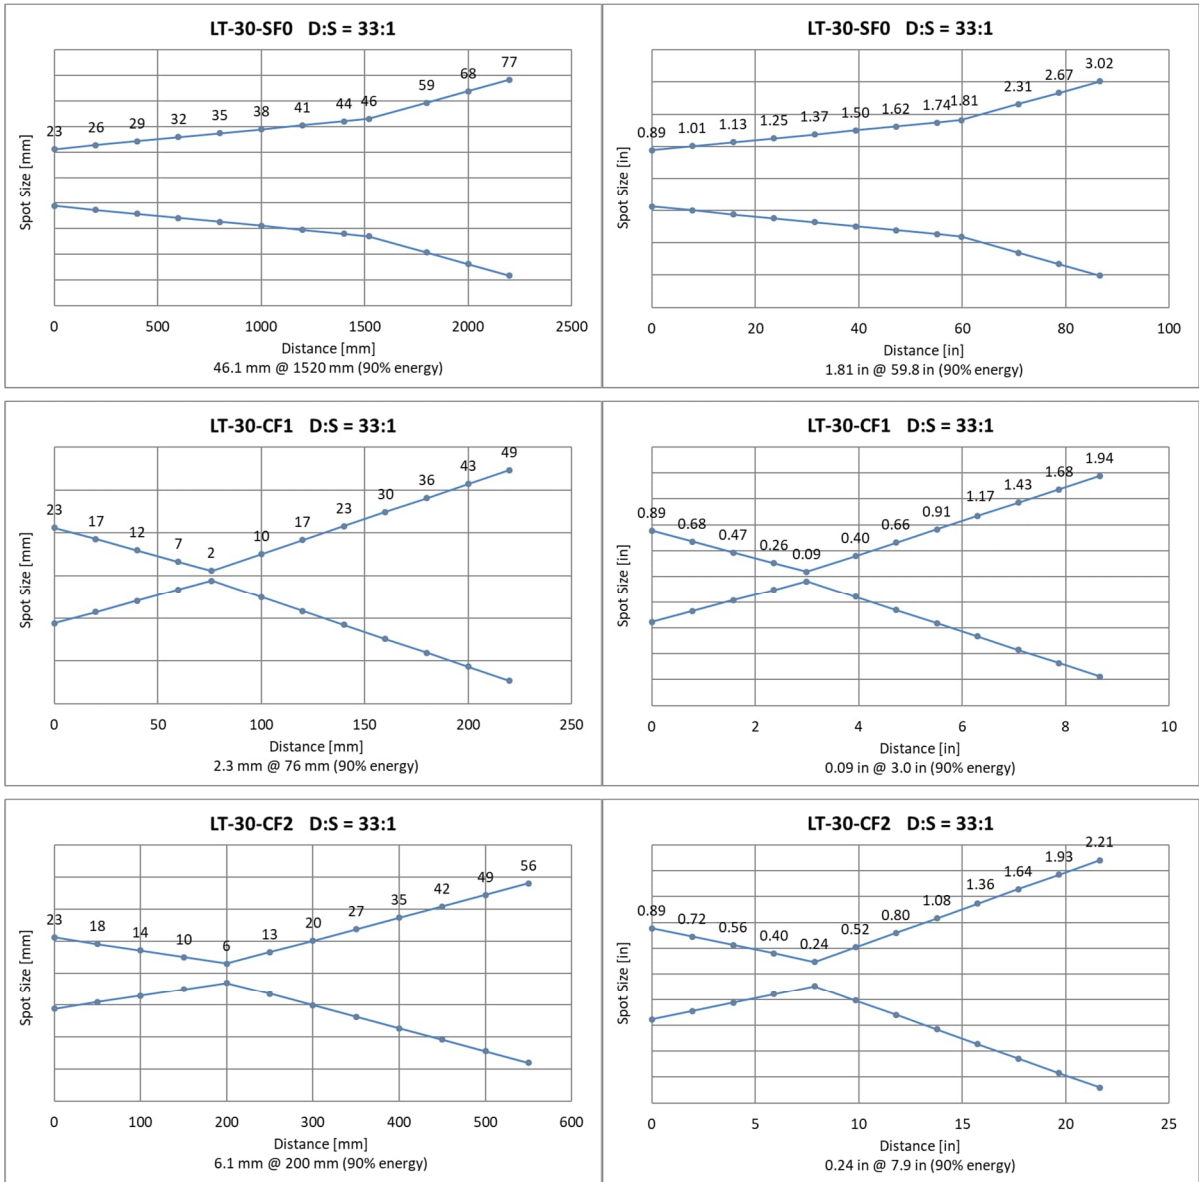 LT-30-SF0 D:S = 33:1
Spot Size [mm]
23 26 29 32 35 38 41 44 46 59 68 77
0 500 1000 1500 2000 2500
Distance [mm]
46.1 mm @ 1520 mm (90% energy)
LT-30-SF0 D:S = 33:1
Spot Size [in]
0.89 1.01 1.13 1.25 1.37 1.50 1.62 1.74 1.81 2.31 2.67 3.02
0 20 40 60 80 100
Distance [in]
1.81 in @ 59.8 in (90% energy)
LT-30-CF1 D:S = 33:1
Spot Size [mm]
23 17 12 7 2 10 17 23 30 36 43 49
0 50 100 150 200 250
Distance [mm]
2.3 mm @ 76 mm (90% energy)
LT-30-CF1 D:S = 33:1
Spot Size [in]
0.89 0.68 0.47 0.26 0.09 0.40 0.66 0.91 1.17 1.43 1.68 1.94
0 2 4 6 8 10
Distance [in]
0.09 in @ 3.0 in (90% energy)
LT-30-CF2 D:S = 33:1
Spot Size [mm]
23 18 14 10 6 13 20 27 35 42 49 56
0 100 200 300 400 500 600
Distance [mm]
6.1 mm @ 200 mm (90% energy)
LT-30-CF2 D:S = 33:1
Spot Size [in]
0.89 0.72 0.56 0.40 0.24 0.52 0.80 1.08 1.36 1.64 1.93 2.21
0 5 10 15 20 25
Distance [in]
0.24 in @ 7.9 in (90% energy)